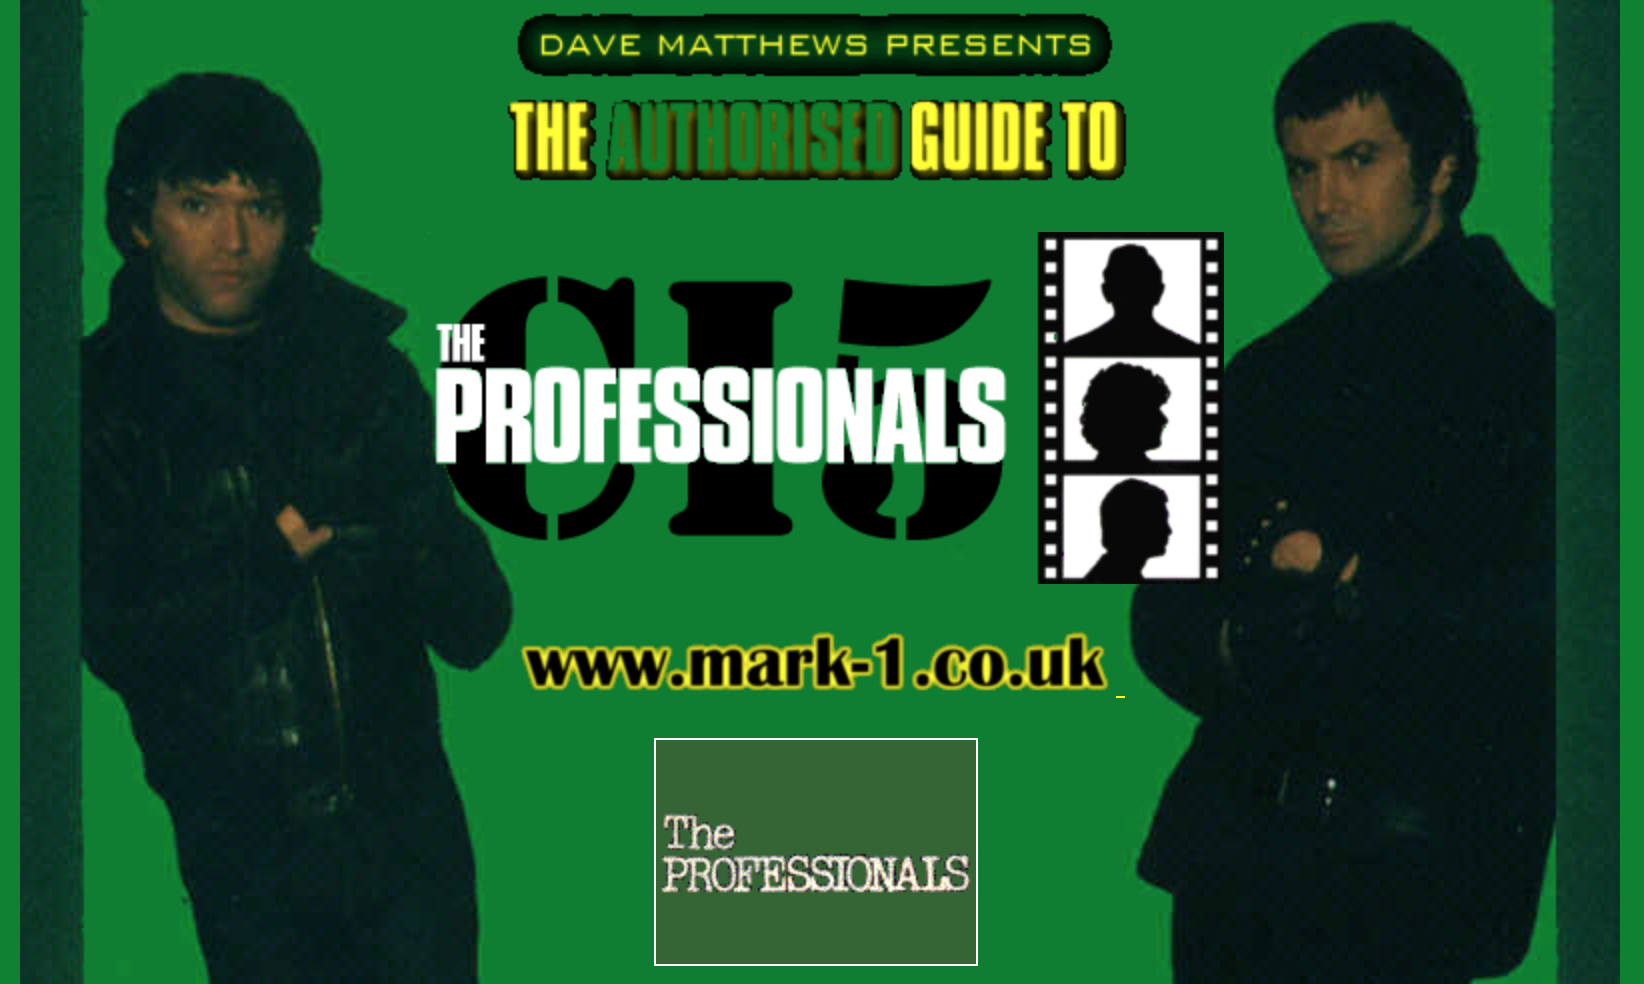 DAVE MATTHEWS PRESENTS
THE AUTHORISED GUIDE TO
CI5
THE
PROFESSIONALS
www.mark-1.co.uk
The
PROFESSIONALS